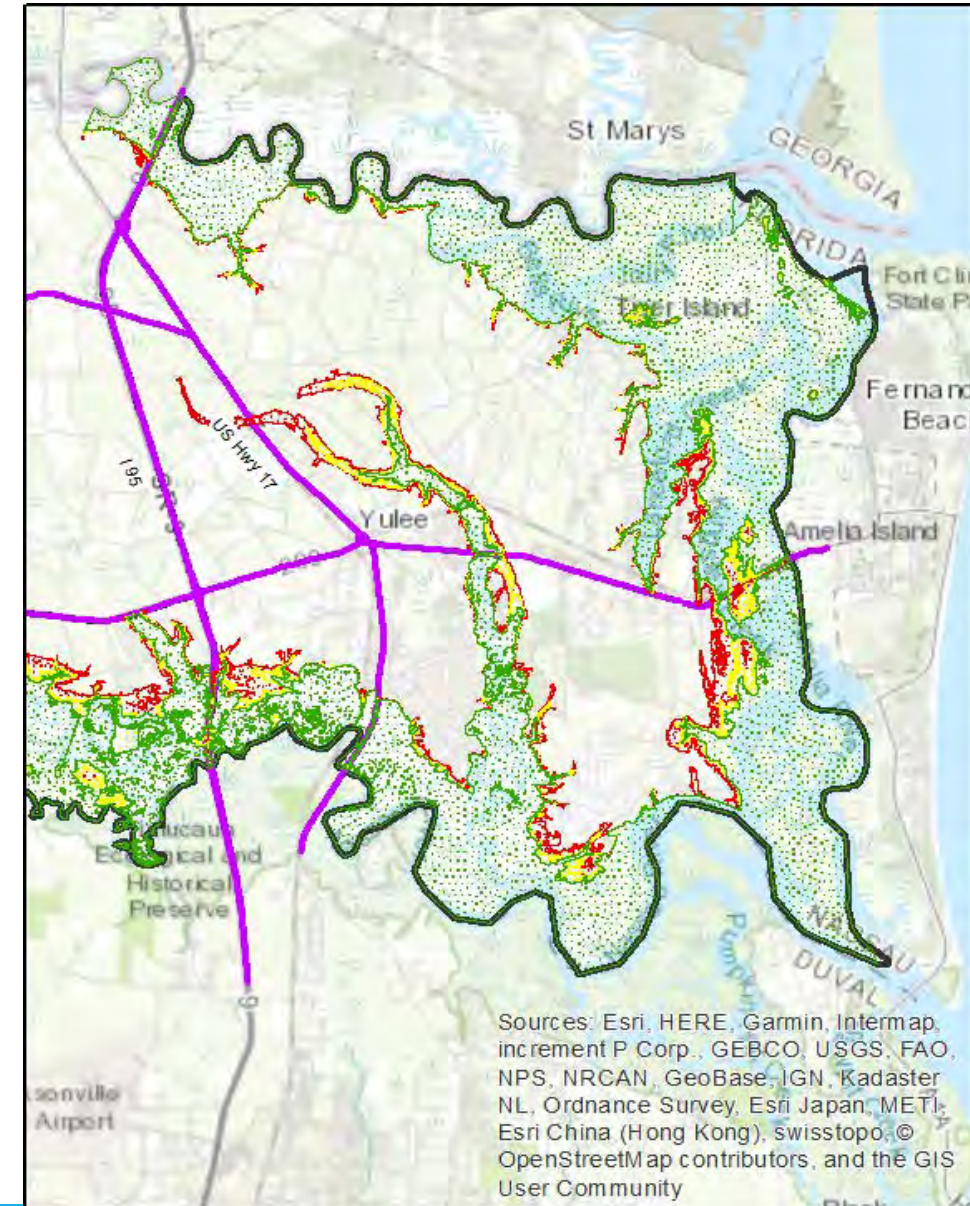 St Marys
GEORGIA
FLORIDA
Fort Cli
State P
Tiger Island
Fernand
Beac
US Hwy 17
I 95
Yulee
200
Amelia Island
Ecological and
Historical
Preserve
NASSAU
DUVAL
9
sonville
Airport
Sources: Esri, HERE, Garmin, Intermap,
increment P Corp., GEBCO, USGS, FAO,
NPS, NRCAN, GeoBase, IGN, Kadaster
NL, Ordnance Survey, Esri Japan, METI,
Esri China (Hong Kong), swisstopo, ©
OpenStreetMap contributors, and the GIS
User Community